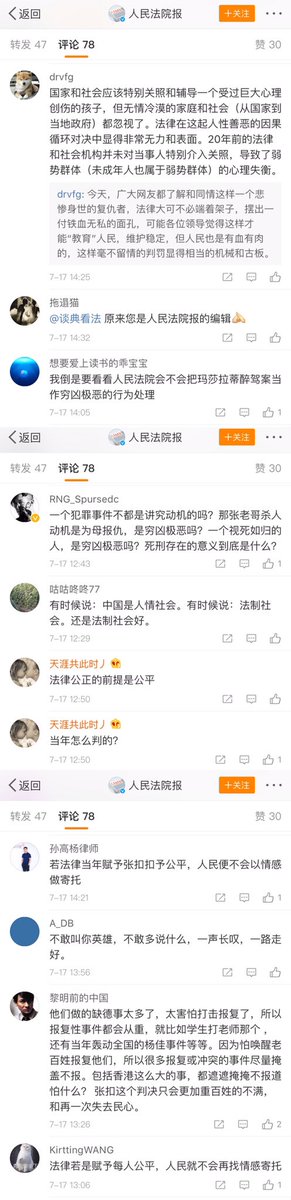 返回
人民法院报
+关注
转发 47
评论 78
赞 30
drvfg
国家和社会应该特别关照和辅导一个受过巨大心理
创伤的孩子，但无情冷漠的家庭和社会（从国家到
当地政府）都忽视了。法律在这起人性善恶的因果
循环对决中显得非常无力和表面。20年前的法律
和社会机构并未对当事人特别介入关照，导致了弱
势群体（未成年人也属于弱势群体）的心理失衡。
drvfg: 今天，广大网友都了解和同情这样一个悲
惨身世的复仇者，法律大可不必端着架子，摆出一
付铁血无私的面孔，可能各位领导觉得这样才
能“教育”人民，维护稳定，但人民也是有血有肉
的，这样毫不留情的判罚显得相当的机械和古板。
7-17 14:25
拖逷猫
@谈典看法 原来您是人民法院报的编辑
7-17 14:32
想要爱上读书的乖宝宝
我倒是要看看人民法院会不会把玛莎拉蒂醉驾案当
作穷凶极恶的行为处理
7-17 14:05
1
返回
人民法院报
+关注
转发 47
评论 78
赞 30
RNG_Spursedc
一个犯罪事件不都是讲究动机的吗？那张老哥杀人
动机是为母报仇，是穷凶极恶吗？一个视死如归的
人，是穷凶极恶吗？死刑存在的意义到底是什么？
7-17 12:43
1
咕咕咚咚77
有时候说：中国是人情社会。有时候说：法制社
会。还是法制社会好。
7-17 12:29
天涯共此时丿
法律公正的前提是公平
7-17 12:50
1
天涯共此时丿
当年怎么判的?
7-17 12:50
1
返回
人民法院报
+关注
转发 47
评论 78
赞 30
孙高杨律师
若法律当年赋予张扣扣予公平，人民便不会以情感
做寄托
7-17 14:21
1
A_DB
不敢叫你英雄，不敢多说什么，一声长叹，一路走
好。
7-17 13:56
黎明前的中国
他们做的缺德事太多了，太害怕打击报复了，所以
报复性事件都会从重，就比如学生打老师那个，
还有当年轰动全国的杨佳事件等等。因为怕唤醒老
百姓报复他们，所以很多报复或冲突的事件尽量掩
盖不报。包括香港这么大的事，都遮遮掩掩不报道
怕什么？ 张扣这个判决只会更加重百姓的不满，
和再一次失去民心。
7-17 13:26
2
KirttingWANG
法律若是赋予每人公平，人民就不会再找情感寄托
7-17 13:06
1